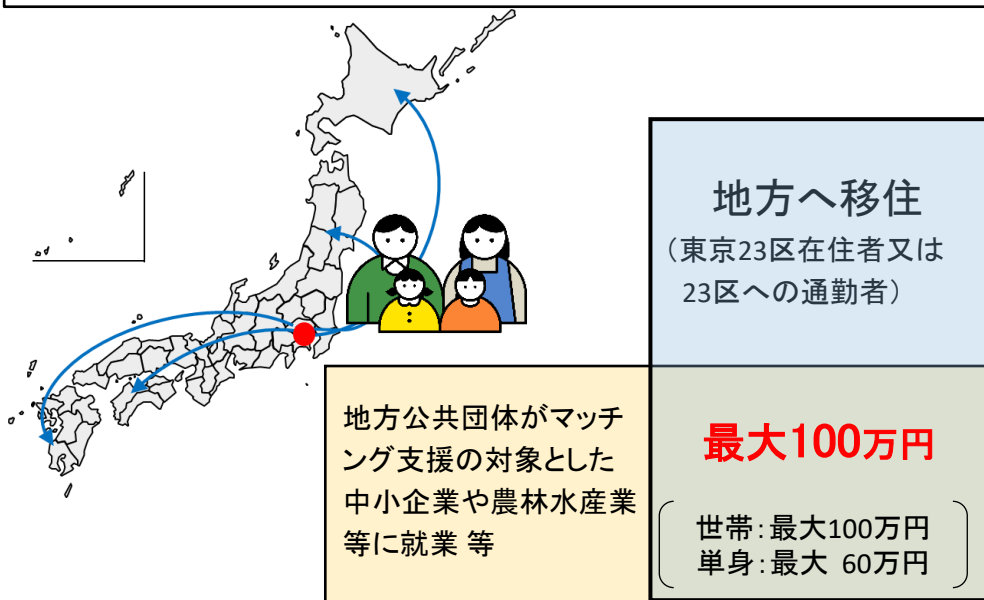 地方へ移住
（東京23区在住者又は
23区への通勤者）
地方公共団体がマッチ
ング支援の対象とした
中小企業や農林水産業
等に就業 等
最大100万円
世帯：最大100万円
単身：最大 60万円